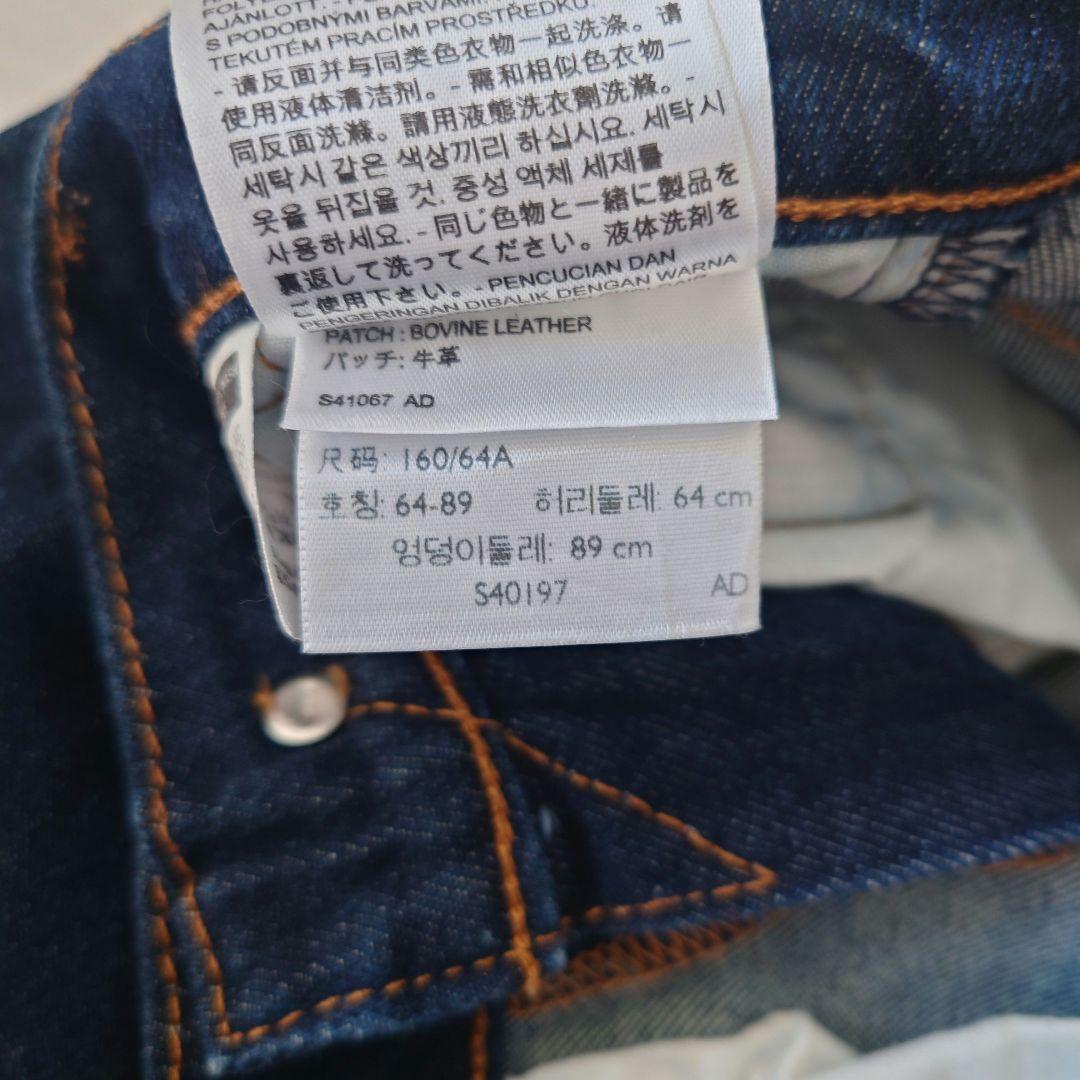 AJÁNLOTT. -
S PODOBNÝMI BARVAMI.
TEKUTÉM PRACÍM PROSTŘEDKU.
- 请反面并与同类色衣物一起洗涤。请
使用液体清洁剂。- 需和相似色衣物一
同反面洗滌。請用液態洗衣劑洗滌。-
세탁시 같은 색상끼리 하십시요. 세탁시
옷을 뒤집을 것. 중성 액체 세제를
사용하세요. - 同じ色物と一緒に製品を
裏返して洗ってください。液体洗剤を
ご使用下さい。- PENCUCIAN DAN
PENGERINGAN DIBALIK DENGAN WARNA
PATCH : BOVINE LEATHER
パッチ: 牛革
S41067 AD
尺码: 160/64A
호칭: 64-89 허리둘레: 64 cm
엉덩이둘레: 89 cm
S40197 AD